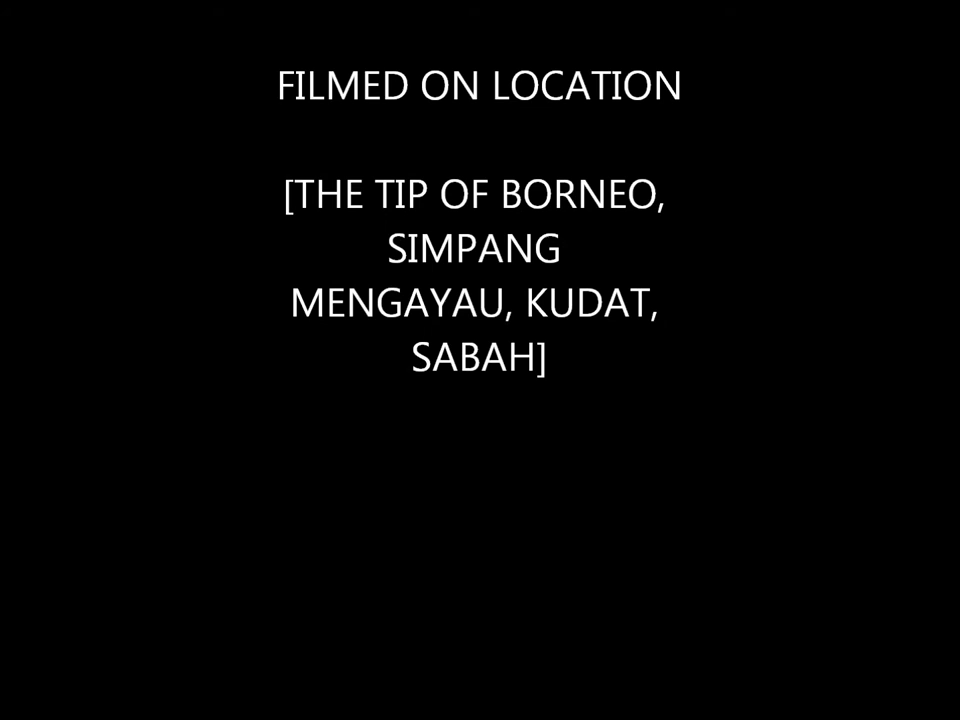 FILMED ON LOCATION
[THE TIP OF BORNEO,
SIMPANG
MENGAYAU, KUDAT,
SABAH]